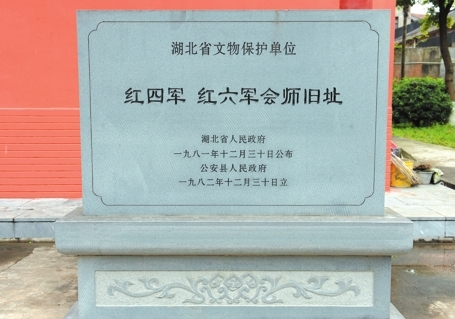 湖北省文物保护单位
红四军 红六军会师旧址
湖北省人民政府
一九八一年十二月三十日公布
公安县人民政府
一九八二年十二月三十日立